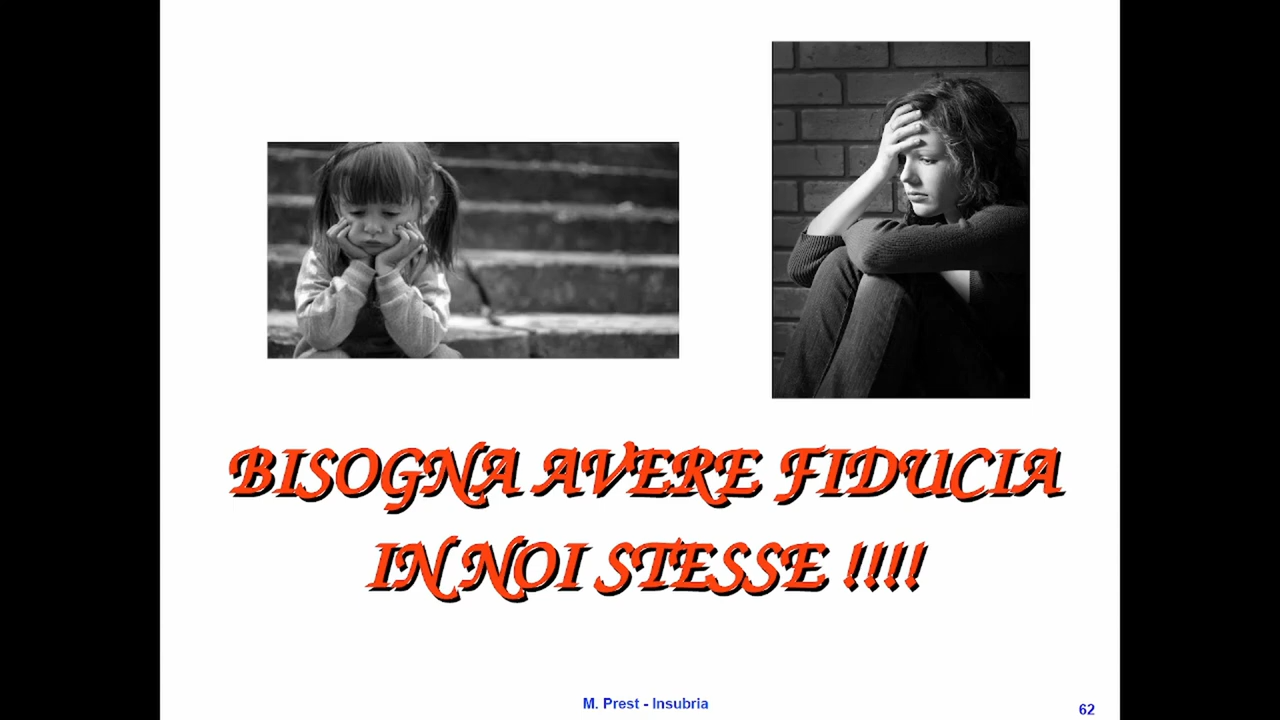 BISOGNA AVERE FIDUCIA
IN NOI STESSE !!!!
M. Prest - Insubria
62